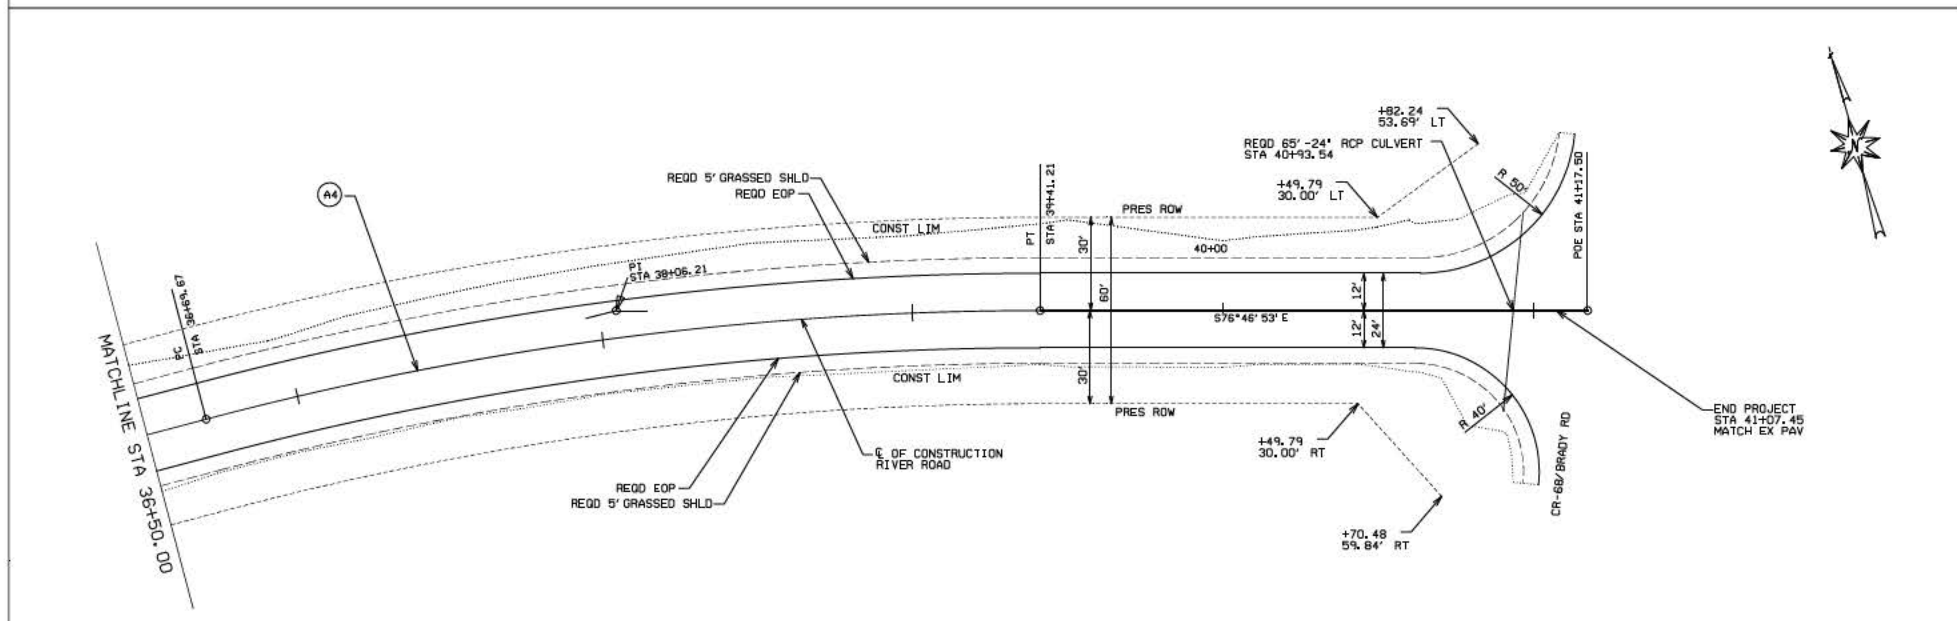 +82.24
53.69' LT
REQD 65'-24" RCP CULVERT
STA 40+93.54
+49.79
30.00' LT
R 50'
POE STA 41+17.50
REQD 5' GRASSED SHLD
REQD EOP
A4
PRES ROW
PT
STA 39+41.21
CONST LIM
30'
40+00
60'
PI
STA 38+06.21
PC
STA 36+69.67
12'
12'
24'
S76°46'53" E
MATCHLINE STA 36+50.00
CONST LIM
30'
PRES ROW
R 40'
END PROJECT
STA 41+07.45
MATCH EX PAV
CR-68/BRADY RD
+49.79
30.00' RT
℄ OF CONSTRUCTION
RIVER ROAD
REQD EOP
REQD 5' GRASSED SHLD
+70.48
59.84' RT
N